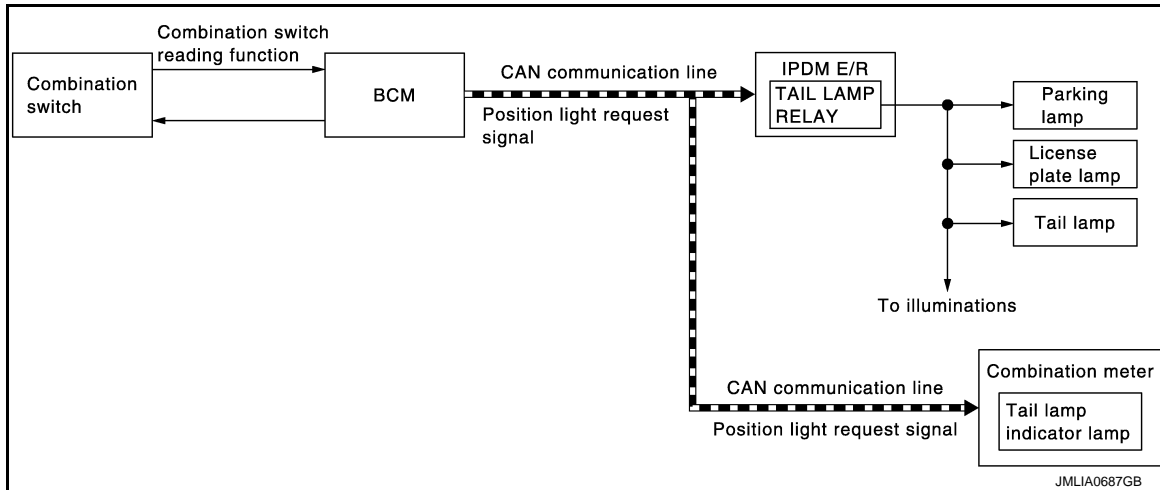 Combination switch
reading function
Combination
switch
BCM
CAN communication line
Position light request
signal
IPDM E/R
TAIL LAMP
RELAY
Parking
lamp
License
plate lamp
Tail lamp
To illuminations
CAN communication line
Position light request signal
Combination meter
Tail lamp
indicator lamp
JMLIA0687GB